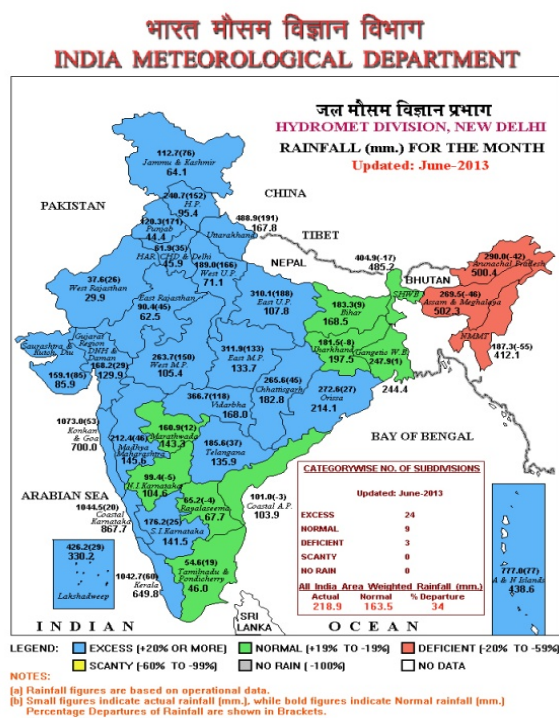 भारत मौसम विज्ञान विभाग
INDIA METEOROLOGICAL DEPARTMENT
जल मौसम विज्ञान प्रभाग
HYDROMET DIVISION, NEW DELHI
RAINFALL (mm.) FOR THE MONTH
Updated: June-2013
112.7(76)
Jammu & Kashmir
64.1
CHINA
PAKISTAN
240.7(152)
H.P.
95.4
120.3(171)
Punjab
44.4
488.9(191)
Uttarakhand
167.8
TIBET
61.9(35)
HAR CHD & Delhi
45.9
189.0(166)
West U.P.
71.1
NEPAL
404.9(-17)
485.2
SHWB
BHUTAN
290.0(-42)
Arunachal Pradesh
500.4
37.6(26)
West Rajasthan
29.9
East Rajasthan
90.4(45)
62.5
310.1(188)
East U.P.
107.8
183.3(9)
Bihar
168.5
269.5(-46)
Assam & Meghalaya
502.3
NMMT
187.3(-55)
412.1
Saurashtra &
Kutch, Diu
159.1(85)
85.9
Gujarat
Region
DNH &
Daman
168.2(29)
129.9
263.7(150)
West M.P.
105.4
311.9(133)
East M.P.
133.7
181.5(-8)
Jharkhand
197.5
Gangetic W.B.
247.9(1)
244.4
265.6(45)
Chhattisgarh
182.8
272.6(27)
Orissa
214.1
366.7(118)
Vidarbha
168.0
1073.0(53
Konkan
& Goa
700.0
160.9(12)
Marathwada
143.3
212.4(46)
Madhya
Maharashtra
145.6
185.6(37)
Telangana
135.9
BAY OF BENGAL
ARABIAN SEA
99.4(-5)
N.I.Karnataka
104.6
65.2(-4)
Rayalaseema
67.7
101.0(-3)
Coastal A.P.
103.9
1044.5(20)
Coastal
Karnataka
867.7
176.2(25)
S.I.Karnataka
141.5
CATEGORYWISE NO. OF SUBDIVISIONS
Updated: June-2013
EXCESS 24
NORMAL 9
DEFICIENT 3
SCANTY 0
NO RAIN 0
All India Area Weighted Rainfall (mm.)
Actual Normal % Departure
218.9 163.5 34
426.2(29)
330.2
Lakshadweep
1042.7(60)
Kerala
649.8
54.6(19)
Tamilnadu &
Pondicherry
46.0
777.0(77)
A & N Islands
438.6
SRI
LANKA
INDIAN OCEAN
LEGEND: EXCESS (+20% OR MORE) NORMAL (+19% TO -19%) DEFICIENT (-20% TO -59%)
SCANTY (-60% TO -99%) NO RAIN (-100%) NO DATA
NOTES:
(a) Rainfall figures are based on operational data.
(b) Small figures indicate actual rainfall (mm.), while bold figures indicate Normal rainfall (mm.)
Percentage Departures of Rainfall are shown in Brackets.